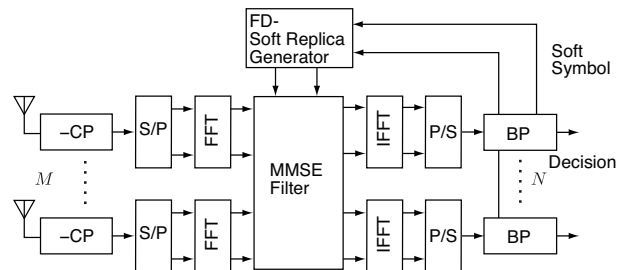 FD-
Soft Replica
Generator
Soft
Symbol
–CP
S/P
FFT
MMSE
Filter
IFFT
P/S
BP
Decision
M
N
–CP
S/P
FFT
IFFT
P/S
BP